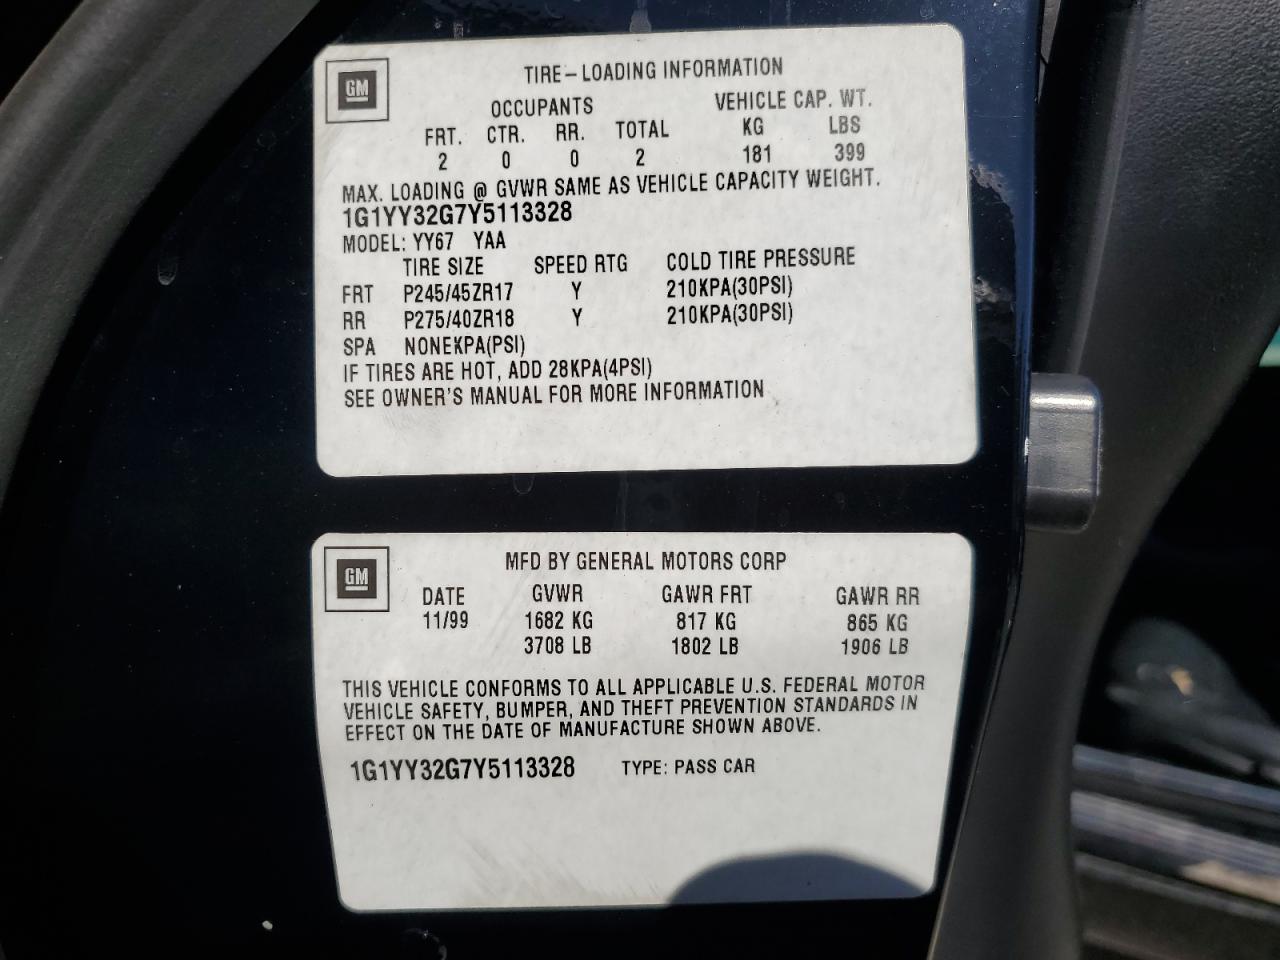 GM
TIRE-LOADING INFORMATION
OCCUPANTS VEHICLE CAP. WT.
FRT. CTR. RR. TOTAL KG LBS
2 0 0 2 181 399
MAX. LOADING @ GVWR SAME AS VEHICLE CAPACITY WEIGHT.
1G1YY32G7Y5113328
MODEL: YY67 YAA
TIRE SIZE SPEED RTG COLD TIRE PRESSURE
FRT P245/45ZR17 Y 210KPA(30PSI)
RR P275/40ZR18 Y 210KPA(30PSI)
SPA NONEKPA(PSI)
IF TIRES ARE HOT, ADD 28KPA(4PSI)
SEE OWNER'S MANUAL FOR MORE INFORMATION
GM
MFD BY GENERAL MOTORS CORP
DATE GVWR GAWR FRT GAWR RR
11/99 1682 KG 817 KG 865 KG
3708 LB 1802 LB 1906 LB
THIS VEHICLE CONFORMS TO ALL APPLICABLE U.S. FEDERAL MOTOR
VEHICLE SAFETY, BUMPER, AND THEFT PREVENTION STANDARDS IN
EFFECT ON THE DATE OF MANUFACTURE SHOWN ABOVE.
1G1YY32G7Y5113328 TYPE: PASS CAR